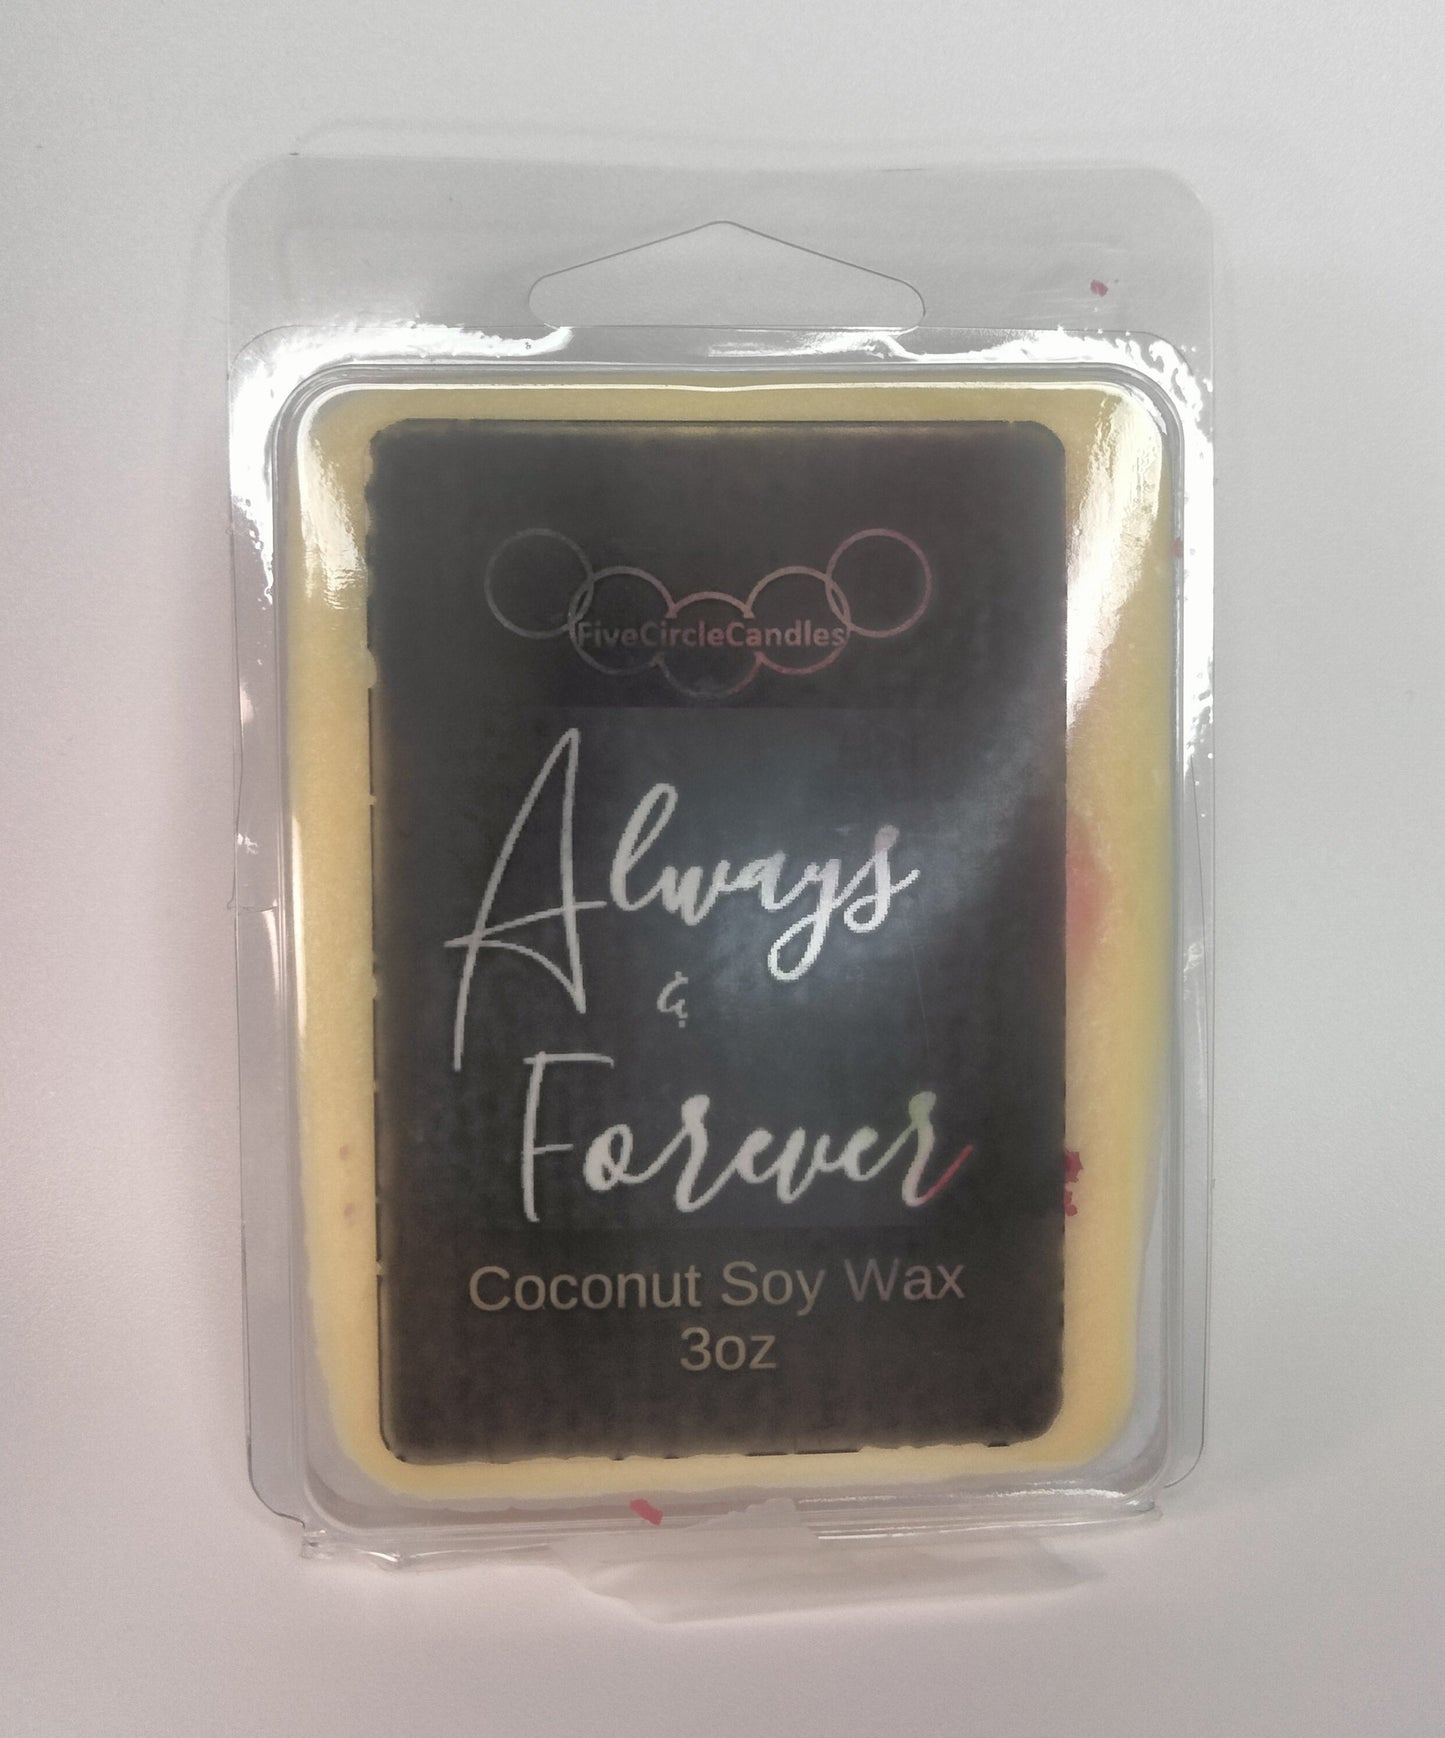 FiveCircleCandles
Always
&
Forever
Coconut Soy Wax
3oz